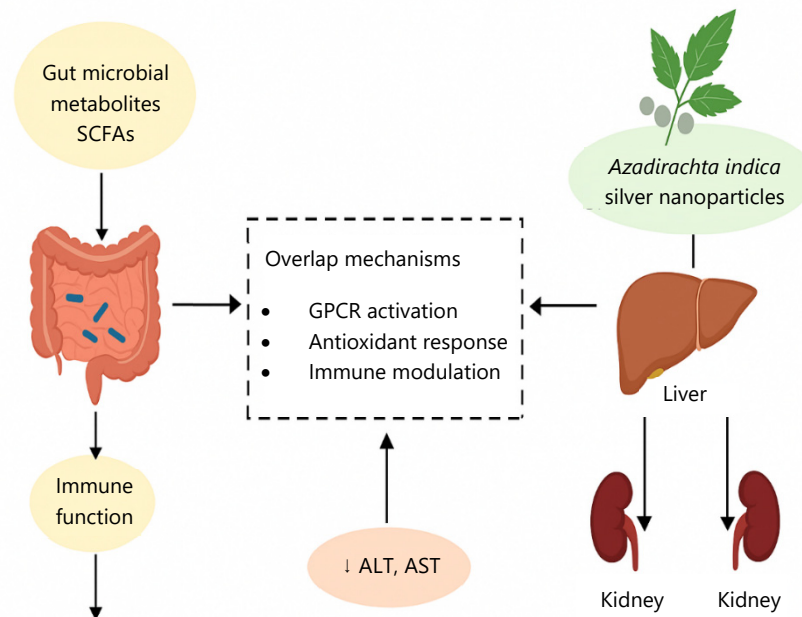 Gut microbial
metabolites
SCFAs
Azadirachta indica
silver nanoparticles
Overlap mechanisms
• GPCR activation
• Antioxidant response
• Immune modulation
Liver
Immune
function
↓ ALT, AST
Kidney
Kidney